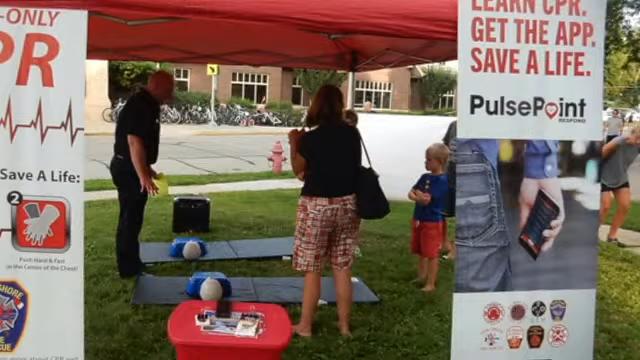 -ONLY
PR
Save A Life:
2
Push Hard & Fast
in the Center of the Chest!
SHORE
LEARN CPR.
GET THE APP.
SAVE A LIFE.
PulsePoint
RESPOND